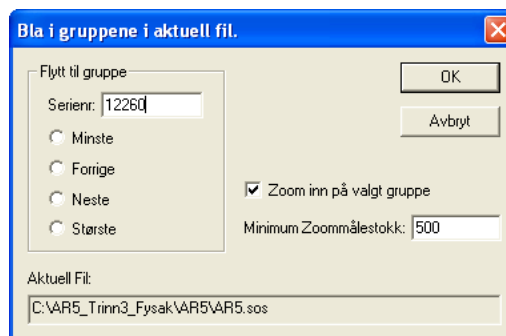 Bla i gruppene i aktuell fil.
Flytt til gruppe
Serienr: 12260
Minste
Forrige
Neste
Største
OK
Avbryt
Zoom inn på valgt gruppe
Minimum Zoommålestokk: 500
Aktuell Fil:
C:\AR5_Trinn3_Fysak\AR5\AR5.sos